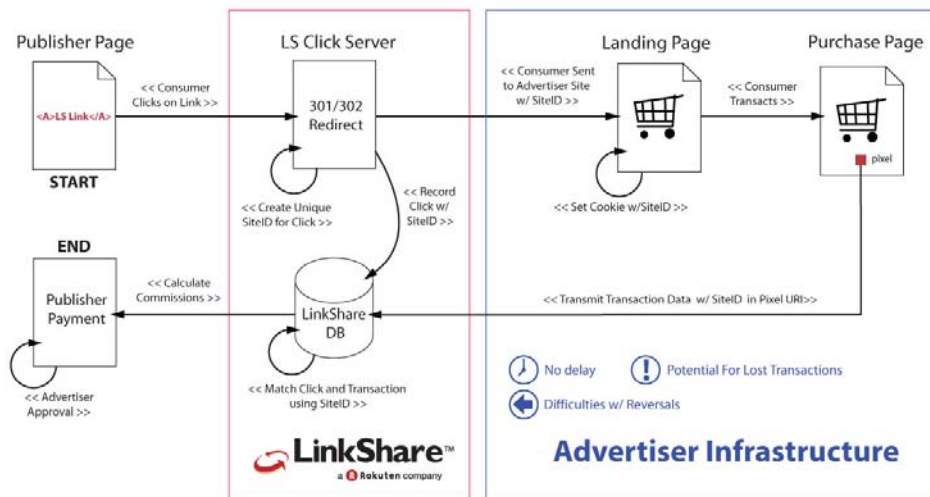 Publisher Page
LS Click Server
Landing Page
Purchase Page
<A>LS Link</A>
START
<< Consumer
Clicks on Link >>
301/302
Redirect
<< Create Unique
SiteID for Click >>
<< Record
Click w/
SiteID >>
<< Consumer Sent
to Advertiser Site
w/ SiteID >>
<< Set Cookie w/SiteID >>
<< Consumer
Transacts >>
pixel
END
Publisher
Payment
<< Advertiser
Approval >>
<< Calculate
Commissions >>
LinkShare
DB
<< Match Click and Transaction
using SiteID >>
<< Transmit Transaction Data w/ SiteID in Pixel URI>>
No delay
! Potential For Lost Transactions
Difficulties w/ Reversals
LinkShare™
a R Rokuten company
Advertiser Infrastructure